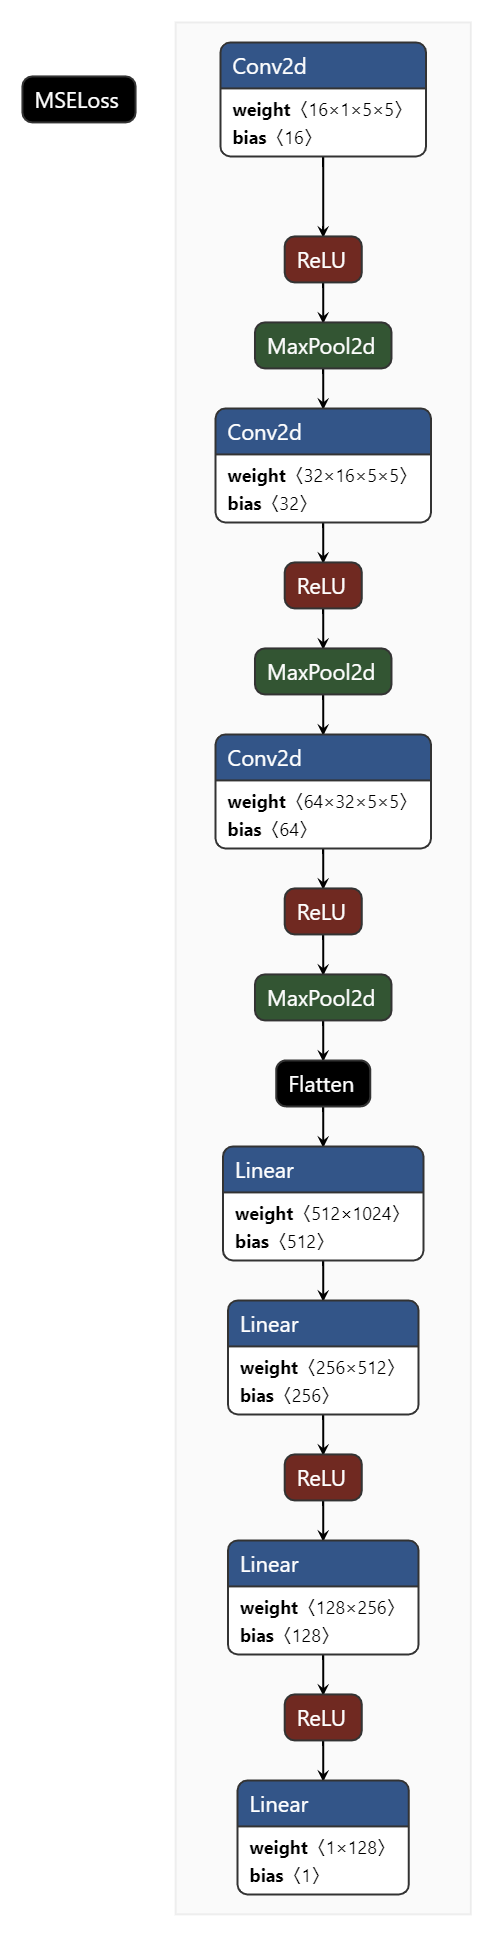 MSELoss
Conv2d
weight〈16×1×5×5〉
bias〈16〉
ReLU
MaxPool2d
Conv2d
weight〈32×16×5×5〉
bias〈32〉
ReLU
MaxPool2d
Conv2d
weight〈64×32×5×5〉
bias〈64〉
ReLU
MaxPool2d
Flatten
Linear
weight〈512×1024〉
bias〈512〉
Linear
weight〈256×512〉
bias〈256〉
ReLU
Linear
weight〈128×256〉
bias〈128〉
ReLU
Linear
weight〈1×128〉
bias〈1〉